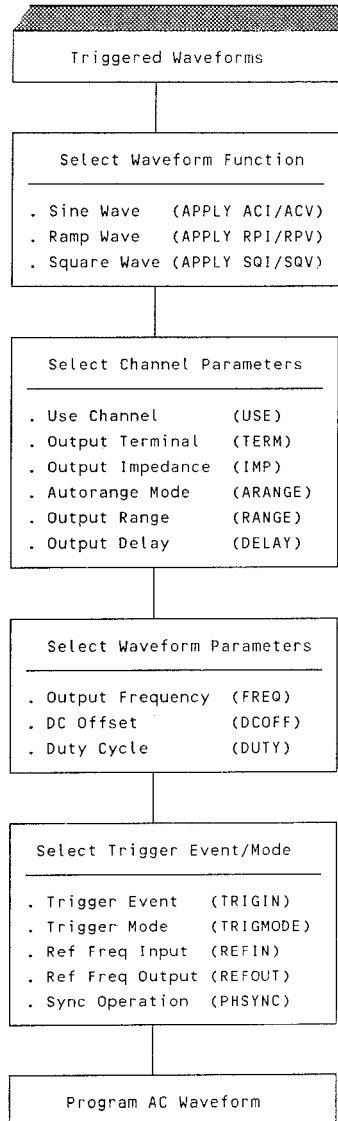 Triggered Waveforms
Select Waveform Function
. Sine Wave (APPLY ACI/ACV)
. Ramp Wave (APPLY RPI/RPV)
. Square Wave (APPLY SQI/SQV)
Select Channel Parameters
. Use Channel (USE)
. Output Terminal (TERM)
. Output Impedance (IMP)
. Autorange Mode (ARANGE)
. Output Range (RANGE)
. Output Delay (DELAY)
Select Waveform Parameters
. Output Frequency (FREQ)
. DC Offset (DCOFF)
. Duty Cycle (DUTY)
Select Trigger Event/Mode
. Trigger Event (TRIGIN)
. Trigger Mode (TRIGMODE)
. Ref Freq Input (REFIN)
. Ref Freq Output (REFOUT)
. Sync Operation (PHSYNC)
Program AC Waveform